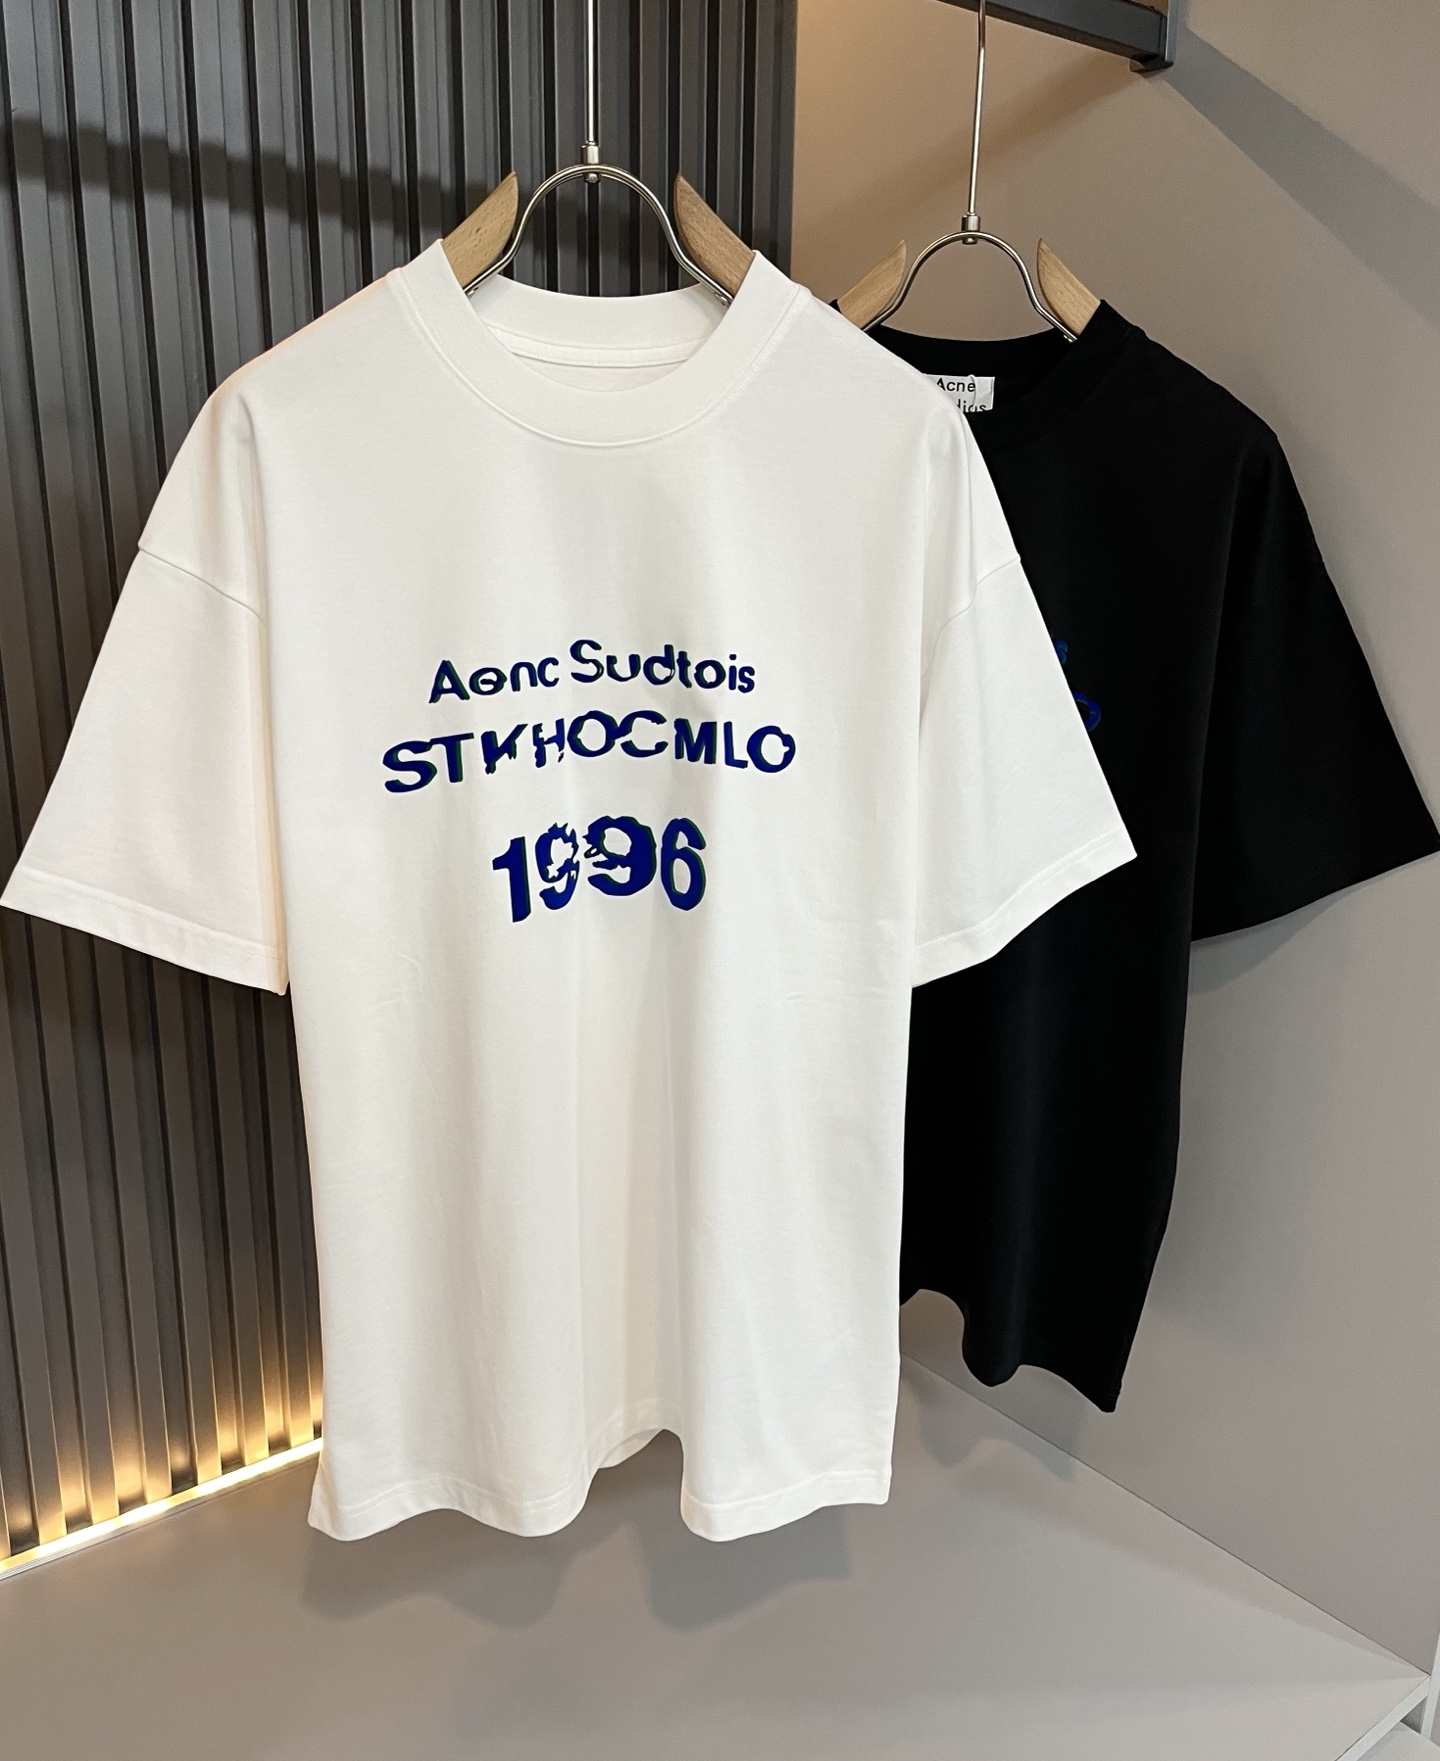 Aenc Sudtois
STKHOCMLO
1996
Acne